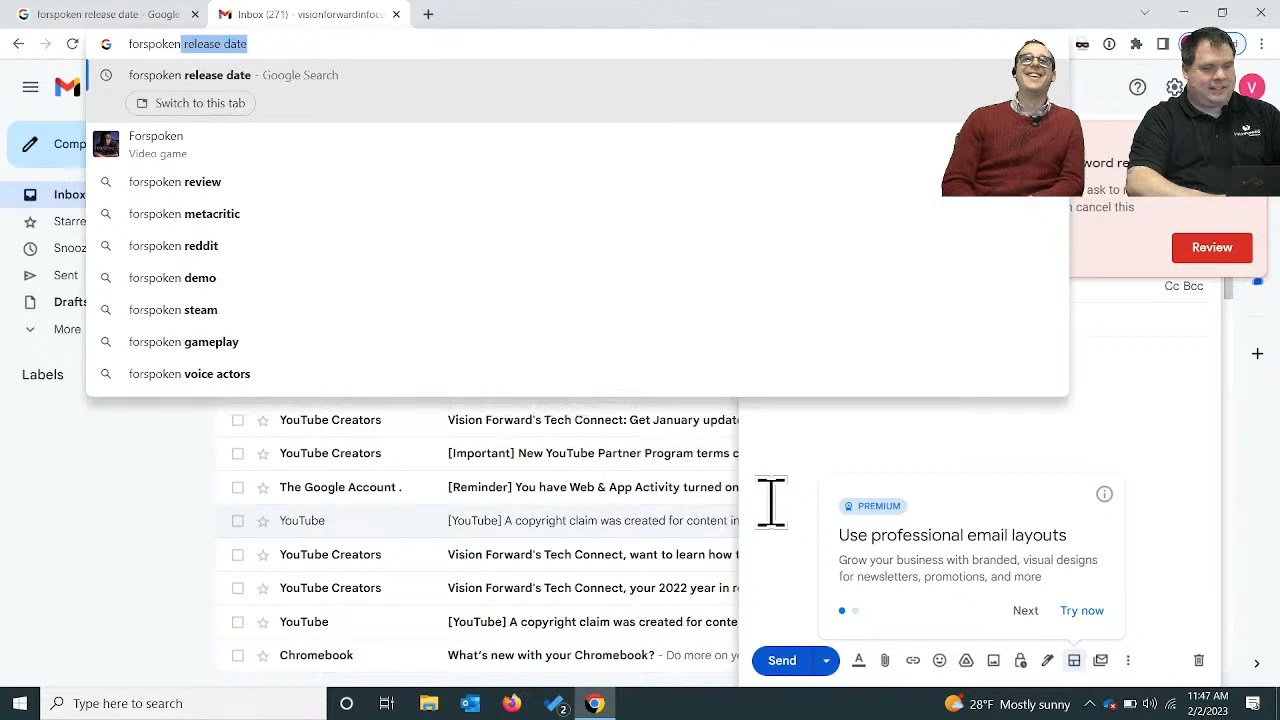 forspoken release date - Google
Inbox (271) - visionforwardinfoc
forspoken release date
forspoken release date - Google Search
Switch to this tab
Forspoken
Video game
forspoken review
forspoken metacritic
forspoken reddit
forspoken demo
forspoken steam
forspoken gameplay
forspoken voice actors
Comp
Inbox
Starre
Snooz
Sent
Drafts
More
Labels
V
word re
ask to r
n cancel this
Review
Cc Bcc
YouTube Creators Vision Forward's Tech Connect: Get January update
YouTube Creators [Important] New YouTube Partner Program terms c
The Google Account . [Reminder] You have Web & App Activity turned on
YouTube [YouTube] A copyright claim was created for content in
YouTube Creators Vision Forward's Tech Connect, want to learn how t
YouTube Creators Vision Forward's Tech Connect, your 2022 year in r
YouTube [YouTube] A copyright claim was created for conte
Chromebook What's new with your Chromebook? - Do more on y
PREMIUM
Use professional email layouts
Grow your business with branded, visual designs
for newsletters, promotions, and more
Next Try now
Send
Type here to search
2
28°F Mostly sunny
11:47 AM
2/2/2023